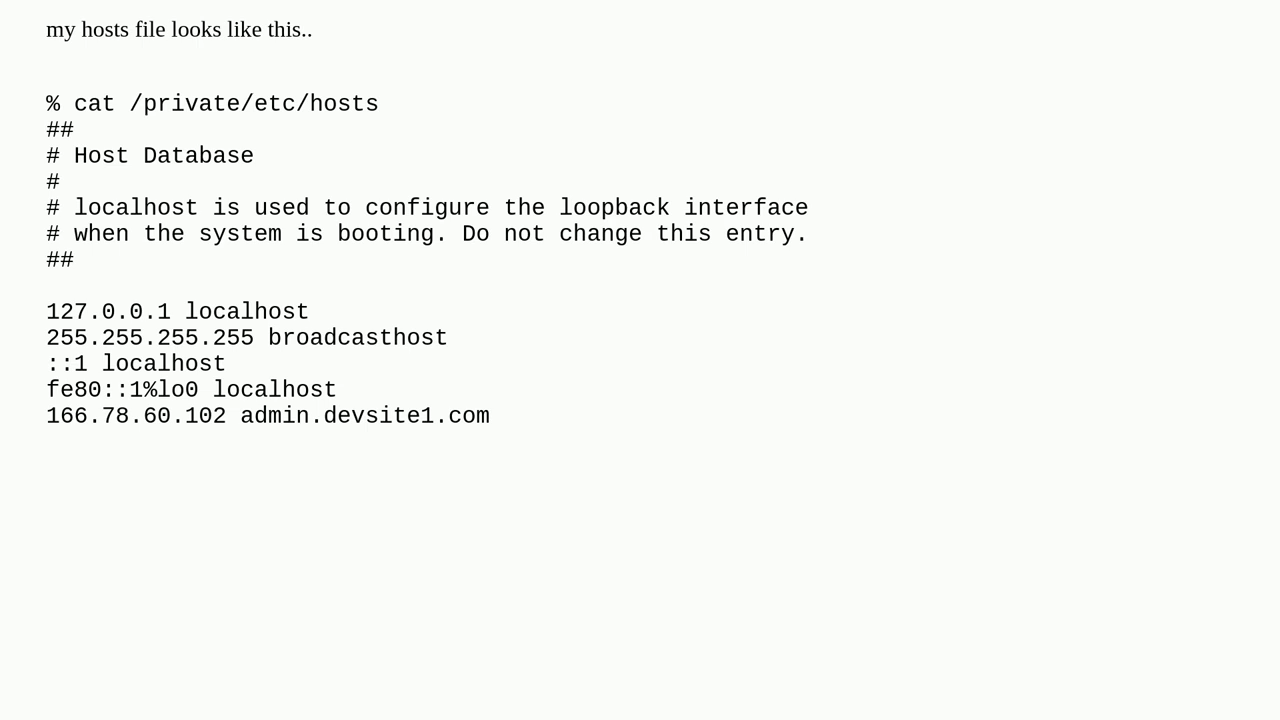 my hosts file looks like this..
% cat /private/etc/hosts
##
# Host Database
#
# localhost is used to configure the loopback interface
# when the system is booting. Do not change this entry.
##
127.0.0.1 localhost
255.255.255.255 broadcasthost
::1 localhost
fe80::1%lo0 localhost
166.78.60.102 admin.devsite1.com